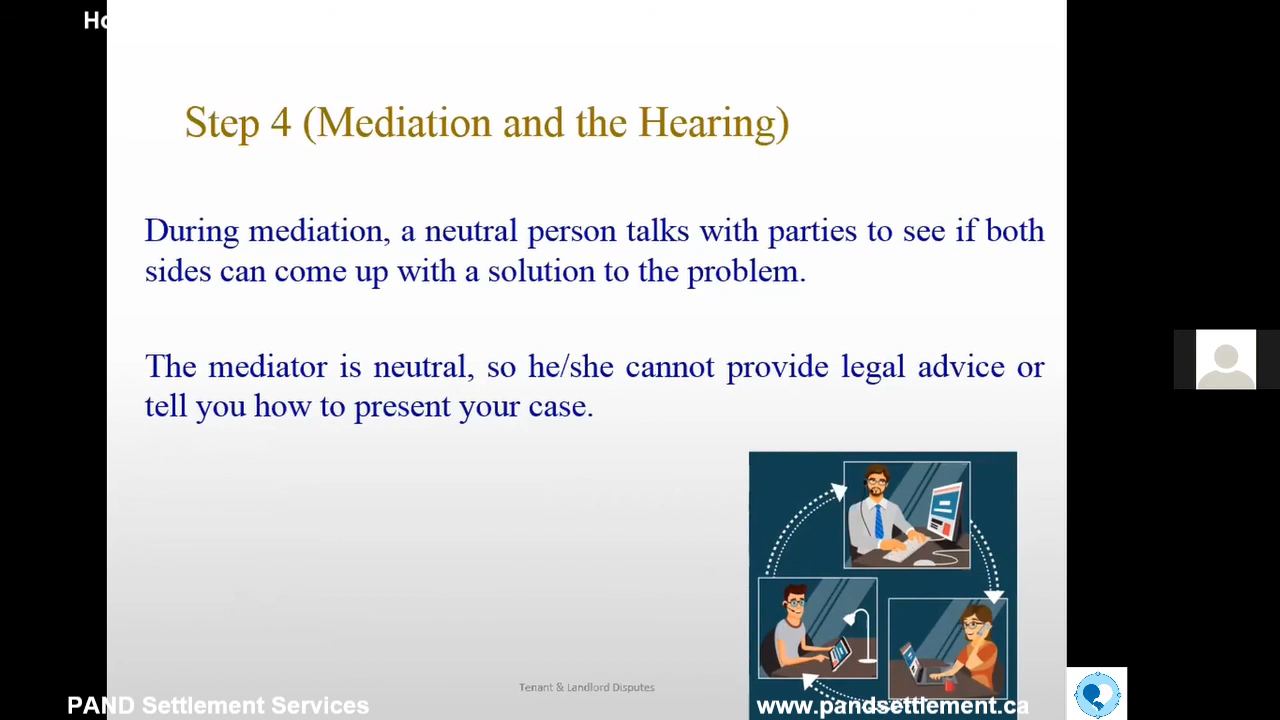 Ho
Step 4 (Mediation and the Hearing)
During mediation, a neutral person talks with parties to see if both
sides can come up with a solution to the problem.
The mediator is neutral, so he/she cannot provide legal advice or
tell you how to present your case.
Tenant & Landlord Disputes
PAND Settlement Services
www.pandsettlement.ca